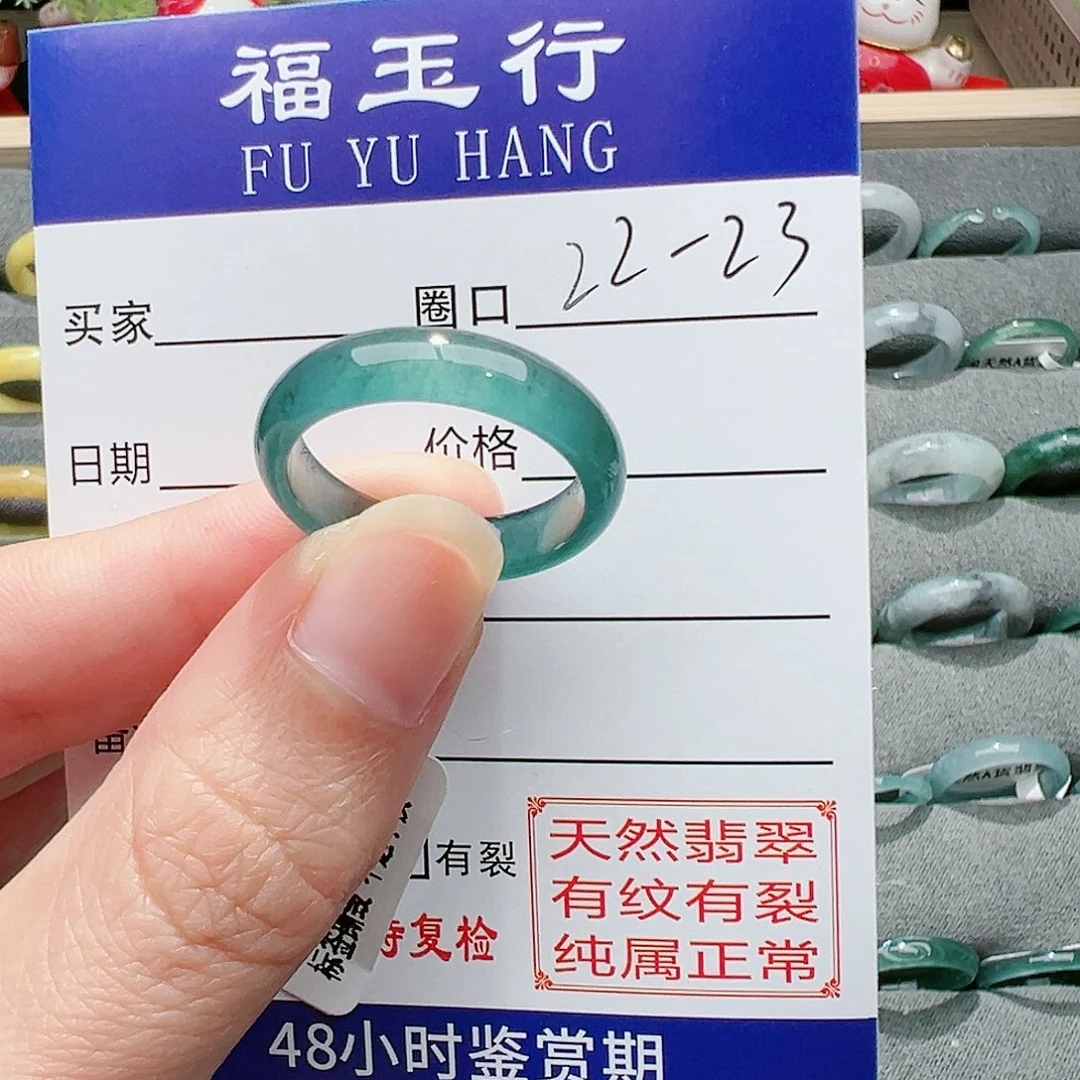 福玉行
FU YU HANG
买家
圈口 22-23
日期
价格
有裂
复检
天然翡翠
有纹有裂
纯属正常
48小时鉴赏期